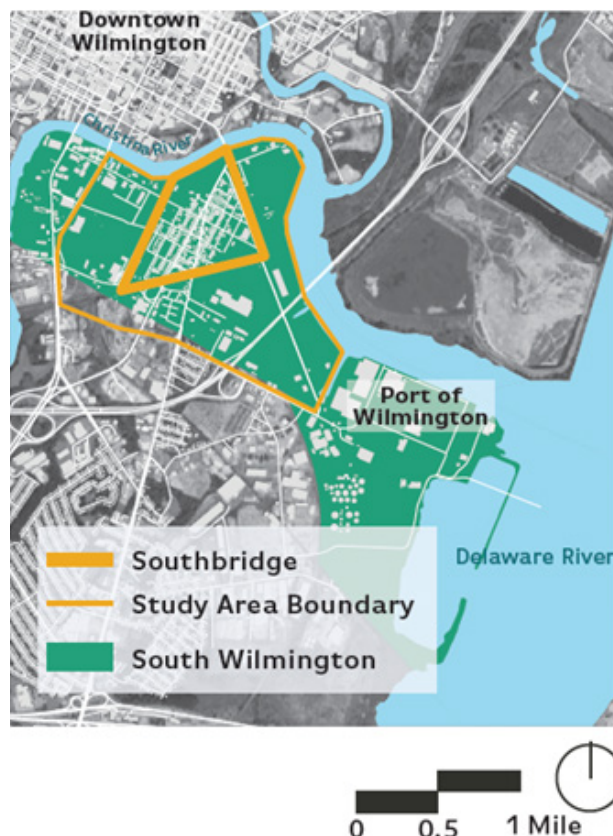 Downtown
Wilmington
Christina River
Port of
Wilmington
Delaware River
Southbridge
Study Area Boundary
South Wilmington
0 0.5 1 Mile